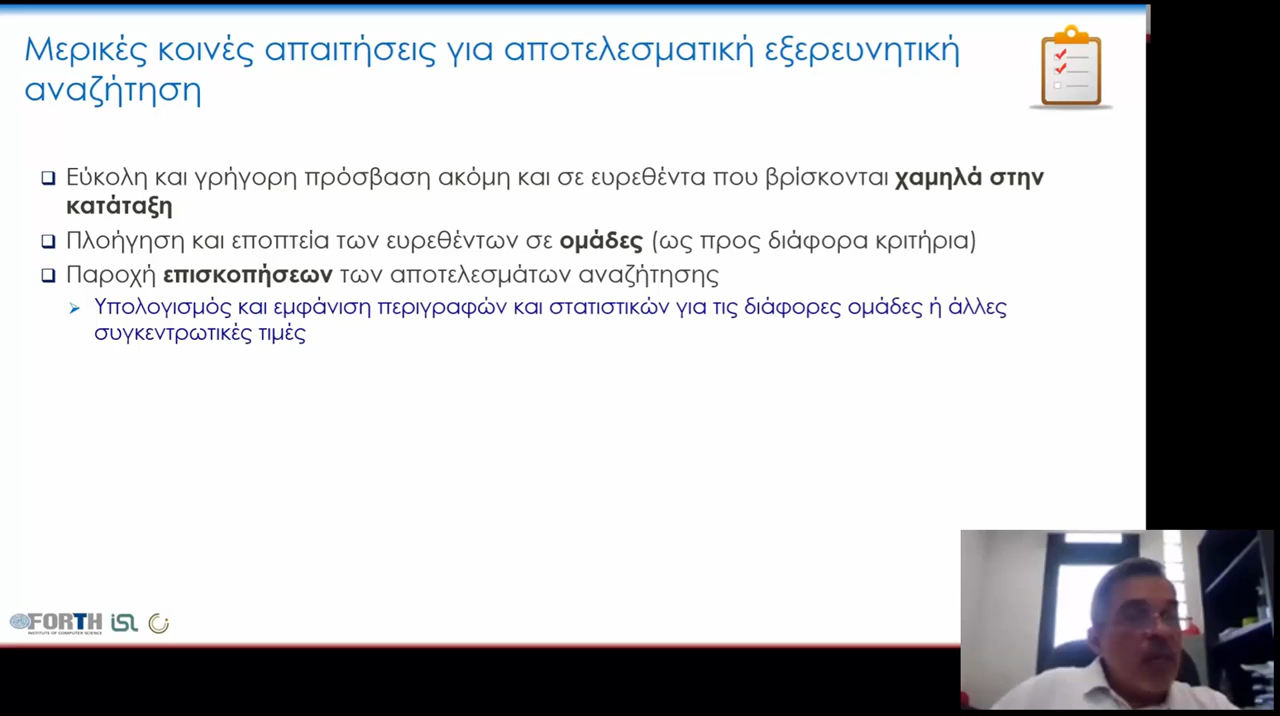 Μερικές κοινές απαιτήσεις για αποτελεσματική εξερευνητική
αναζήτηση
Εύκολη και γρήγορη πρόσβαση ακόμη και σε ευρεθέντα που βρίσκονται χαμηλά στην
κατάταξη
Πλοήγηση και εποπτεία των ευρεθέντων σε ομάδες (ως προς διάφορα κριτήρια)
Παροχή επισκοπήσεων των αποτελεσμάτων αναζήτησης
Υπολογισμός και εμφάνιση περιγραφών και στατιστικών για τις διάφορες ομάδες ή άλλες
συγκεντρωτικές τιμές
FORTH isl
INSTITUTE OF COMPUTER SCIENCE